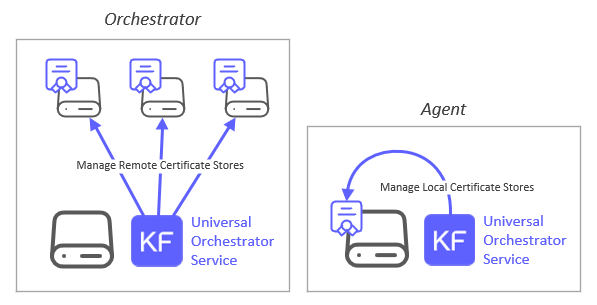 Orchestrator
Manage Remote Certificate Stores
KF
Universal
Orchestrator
Service
Agent
Manage Local Certificate Stores
KF
Universal
Orchestrator
Service